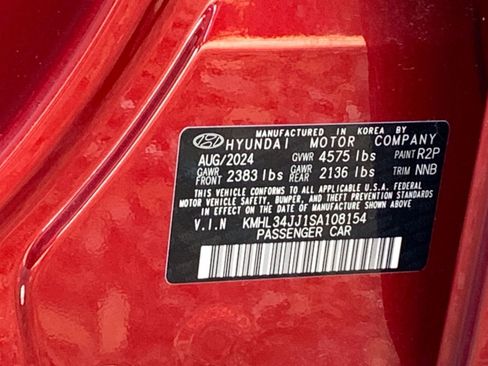 MANUFACTURED IN KOREA BY
HYUNDAI MOTOR COMPANY
AUG/2024 GVWR 4575 lbs PAINT R2P
GAWR FRONT 2383 lbs GAWR REAR 2136 lbs TRIM NNB
THIS VEHICLE CONFORMS TO ALL APPLICABLE U.S.A. FEDERAL
MOTOR VEHICLE SAFETY, BUMPER, AND THEFT PREVENTION STANDARDS
IN EFFECT ON THE DATE OF MANUFACTURE SHOWN ABOVE.
V.I.N KMHL34JJ1SA108154
PASSENGER CAR